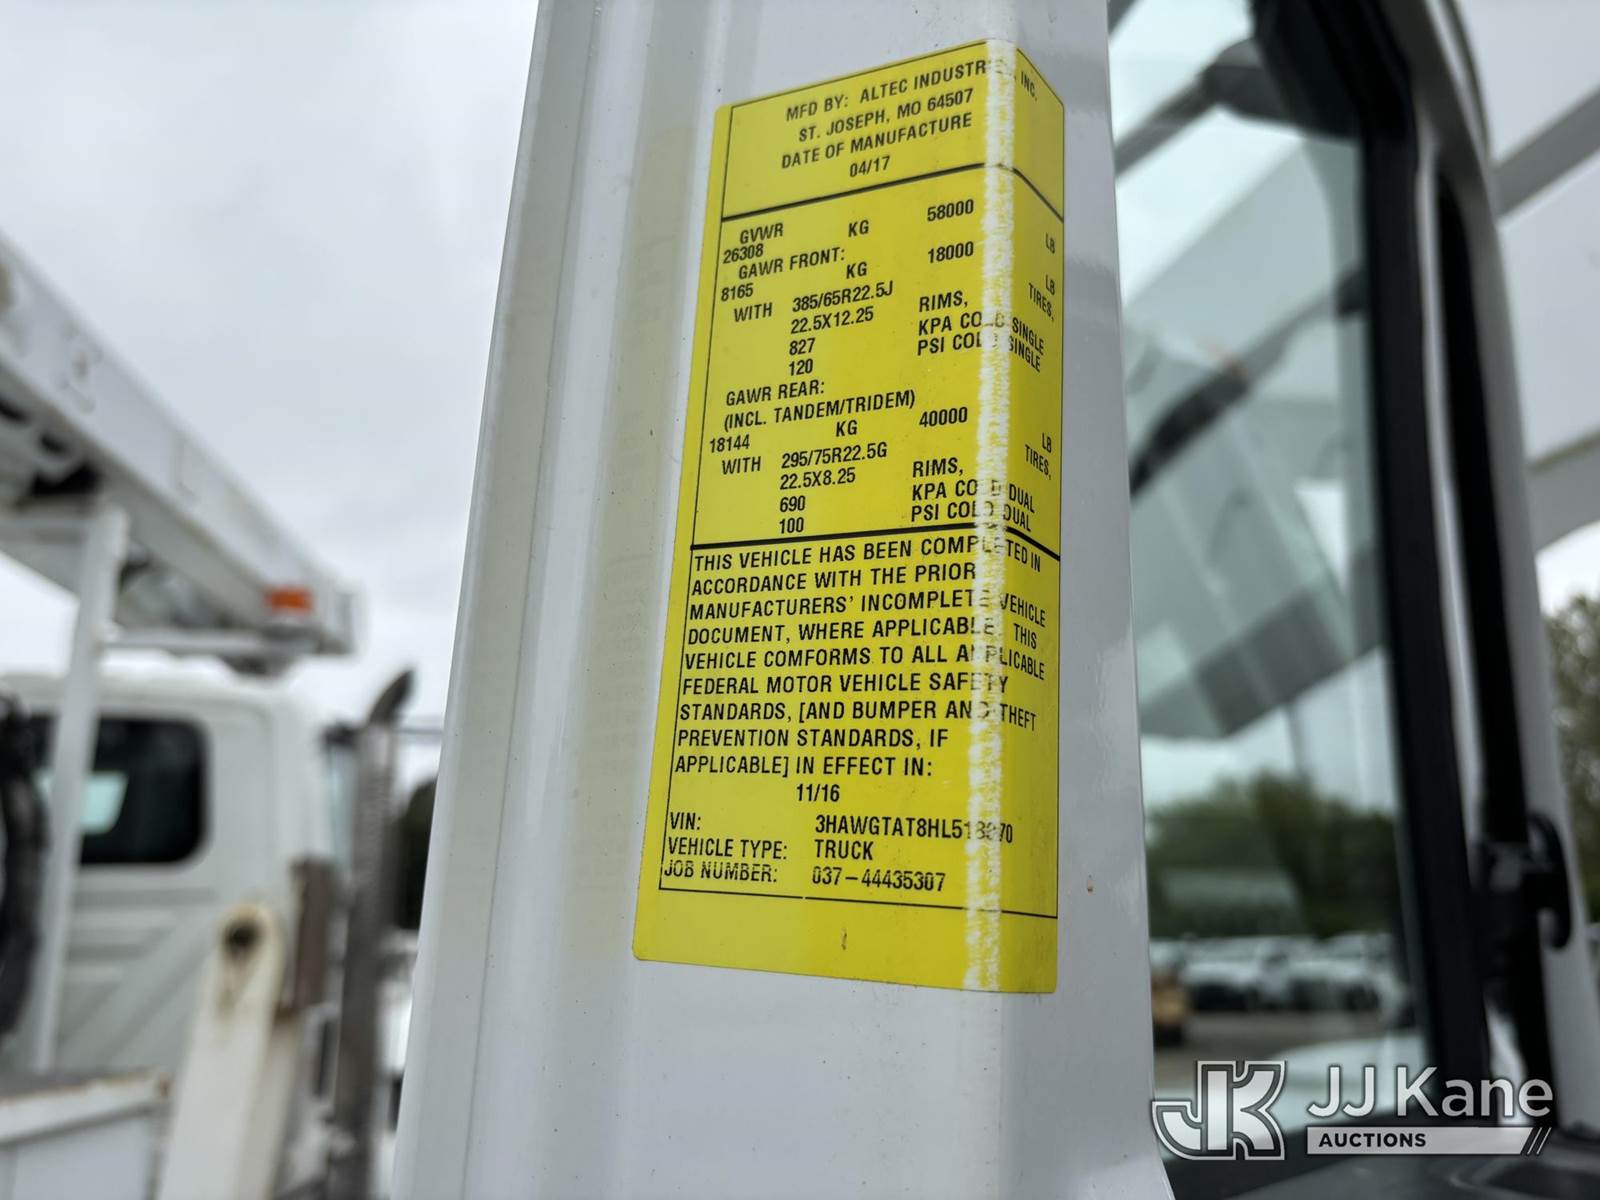 MFD BY: ALTEC INDUSTRIES, INC.
ST. JOSEPH, MO 64507
DATE OF MANUFACTURE
04/17
GVWR
26308 KG 58000 LB
GAWR FRONT:
8165 KG 18000 LB
WITH 385/65R22.5J TIRES,
22.5X12.25 RIMS,
827 KPA COLD SINGLE
120 PSI COLD SINGLE
GAWR REAR:
(INCL. TANDEM/TRIDEM)
18144 KG 40000 LB
WITH 295/75R22.5G TIRES,
22.5X8.25 RIMS,
690 KPA COLD DUAL
100 PSI COLD DUAL
THIS VEHICLE HAS BEEN COMPLETED IN
ACCORDANCE WITH THE PRIOR
MANUFACTURERS' INCOMPLETE VEHICLE
DOCUMENT, WHERE APPLICABLE THIS
VEHICLE COMFORMS TO ALL APPLICABLE
FEDERAL MOTOR VEHICLE SAFETY
STANDARDS, [AND BUMPER AND THEFT
PREVENTION STANDARDS, IF
APPLICABLE] IN EFFECT IN:
11/16
VIN:
VEHICLE TYPE: TRUCK
JOB NUMBER: 037-44435307
JK JJ Kane
AUCTIONS